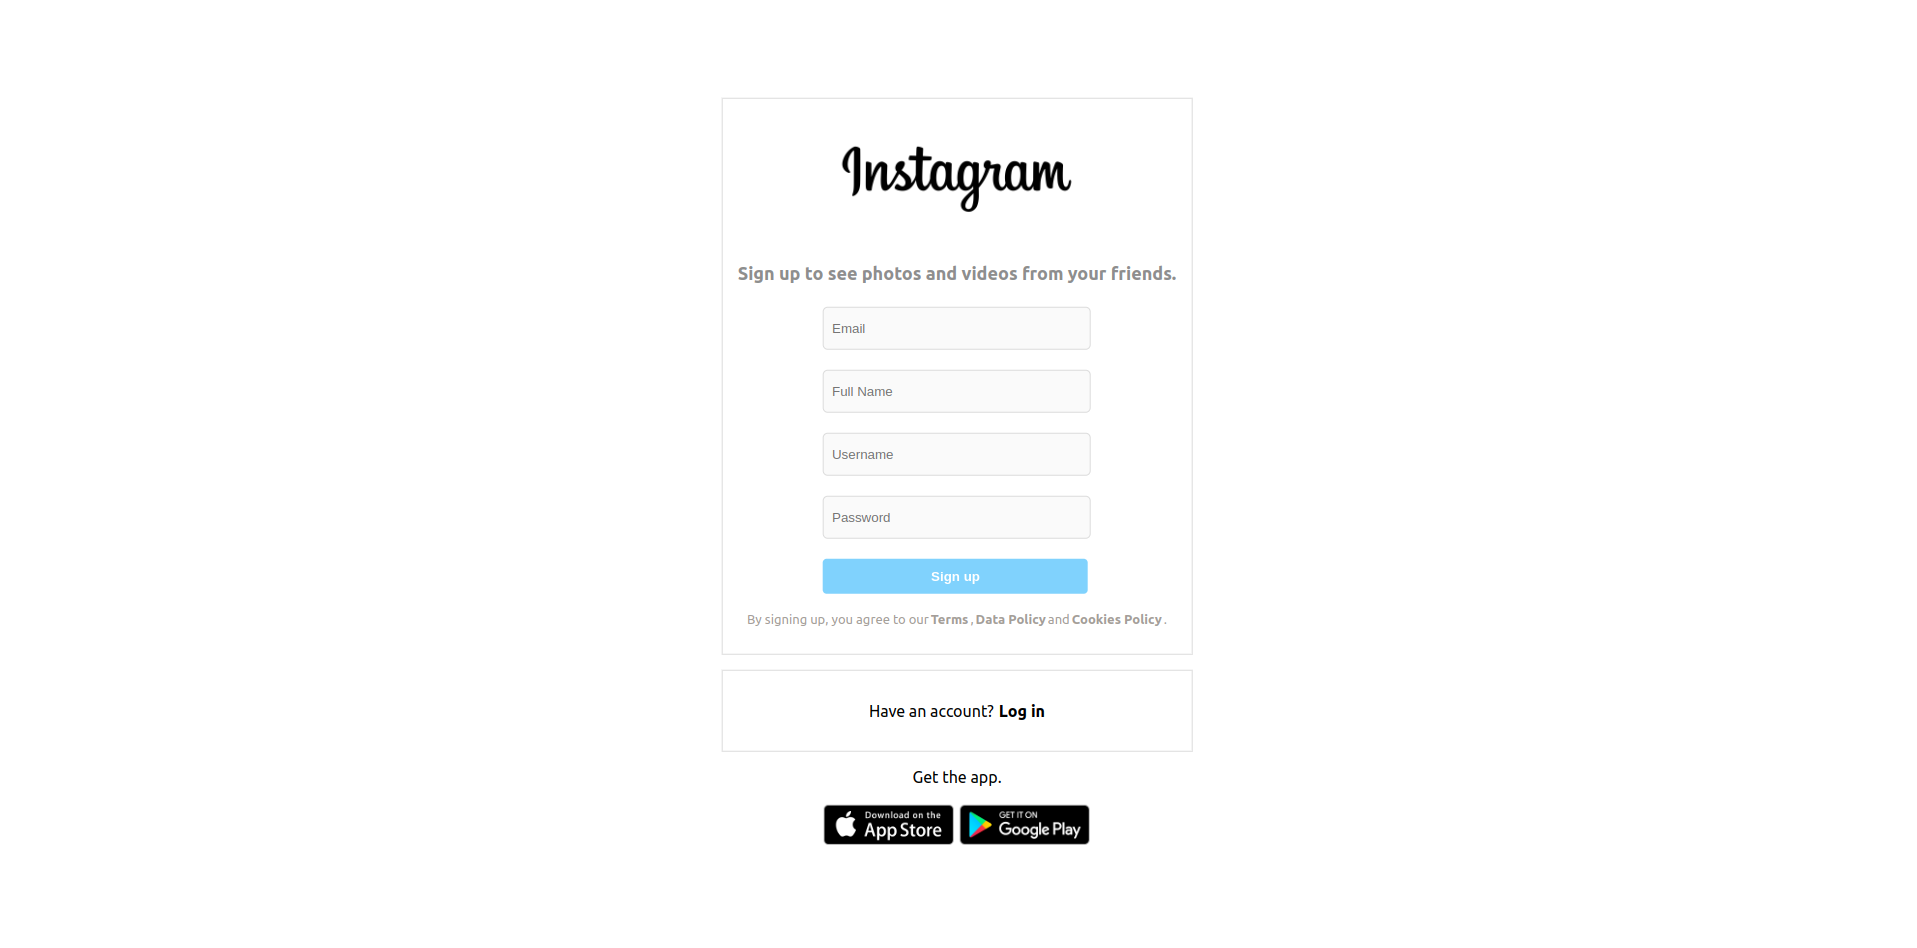 Instagram
Sign up to see photos and videos from your friends.
Email
Full Name
Username
Password
Sign up
By signing up, you agree to our Terms , Data Policy and Cookies Policy .
Have an account? Log in
Get the app.
Download on the
App Store
GET IT ON
Google Play